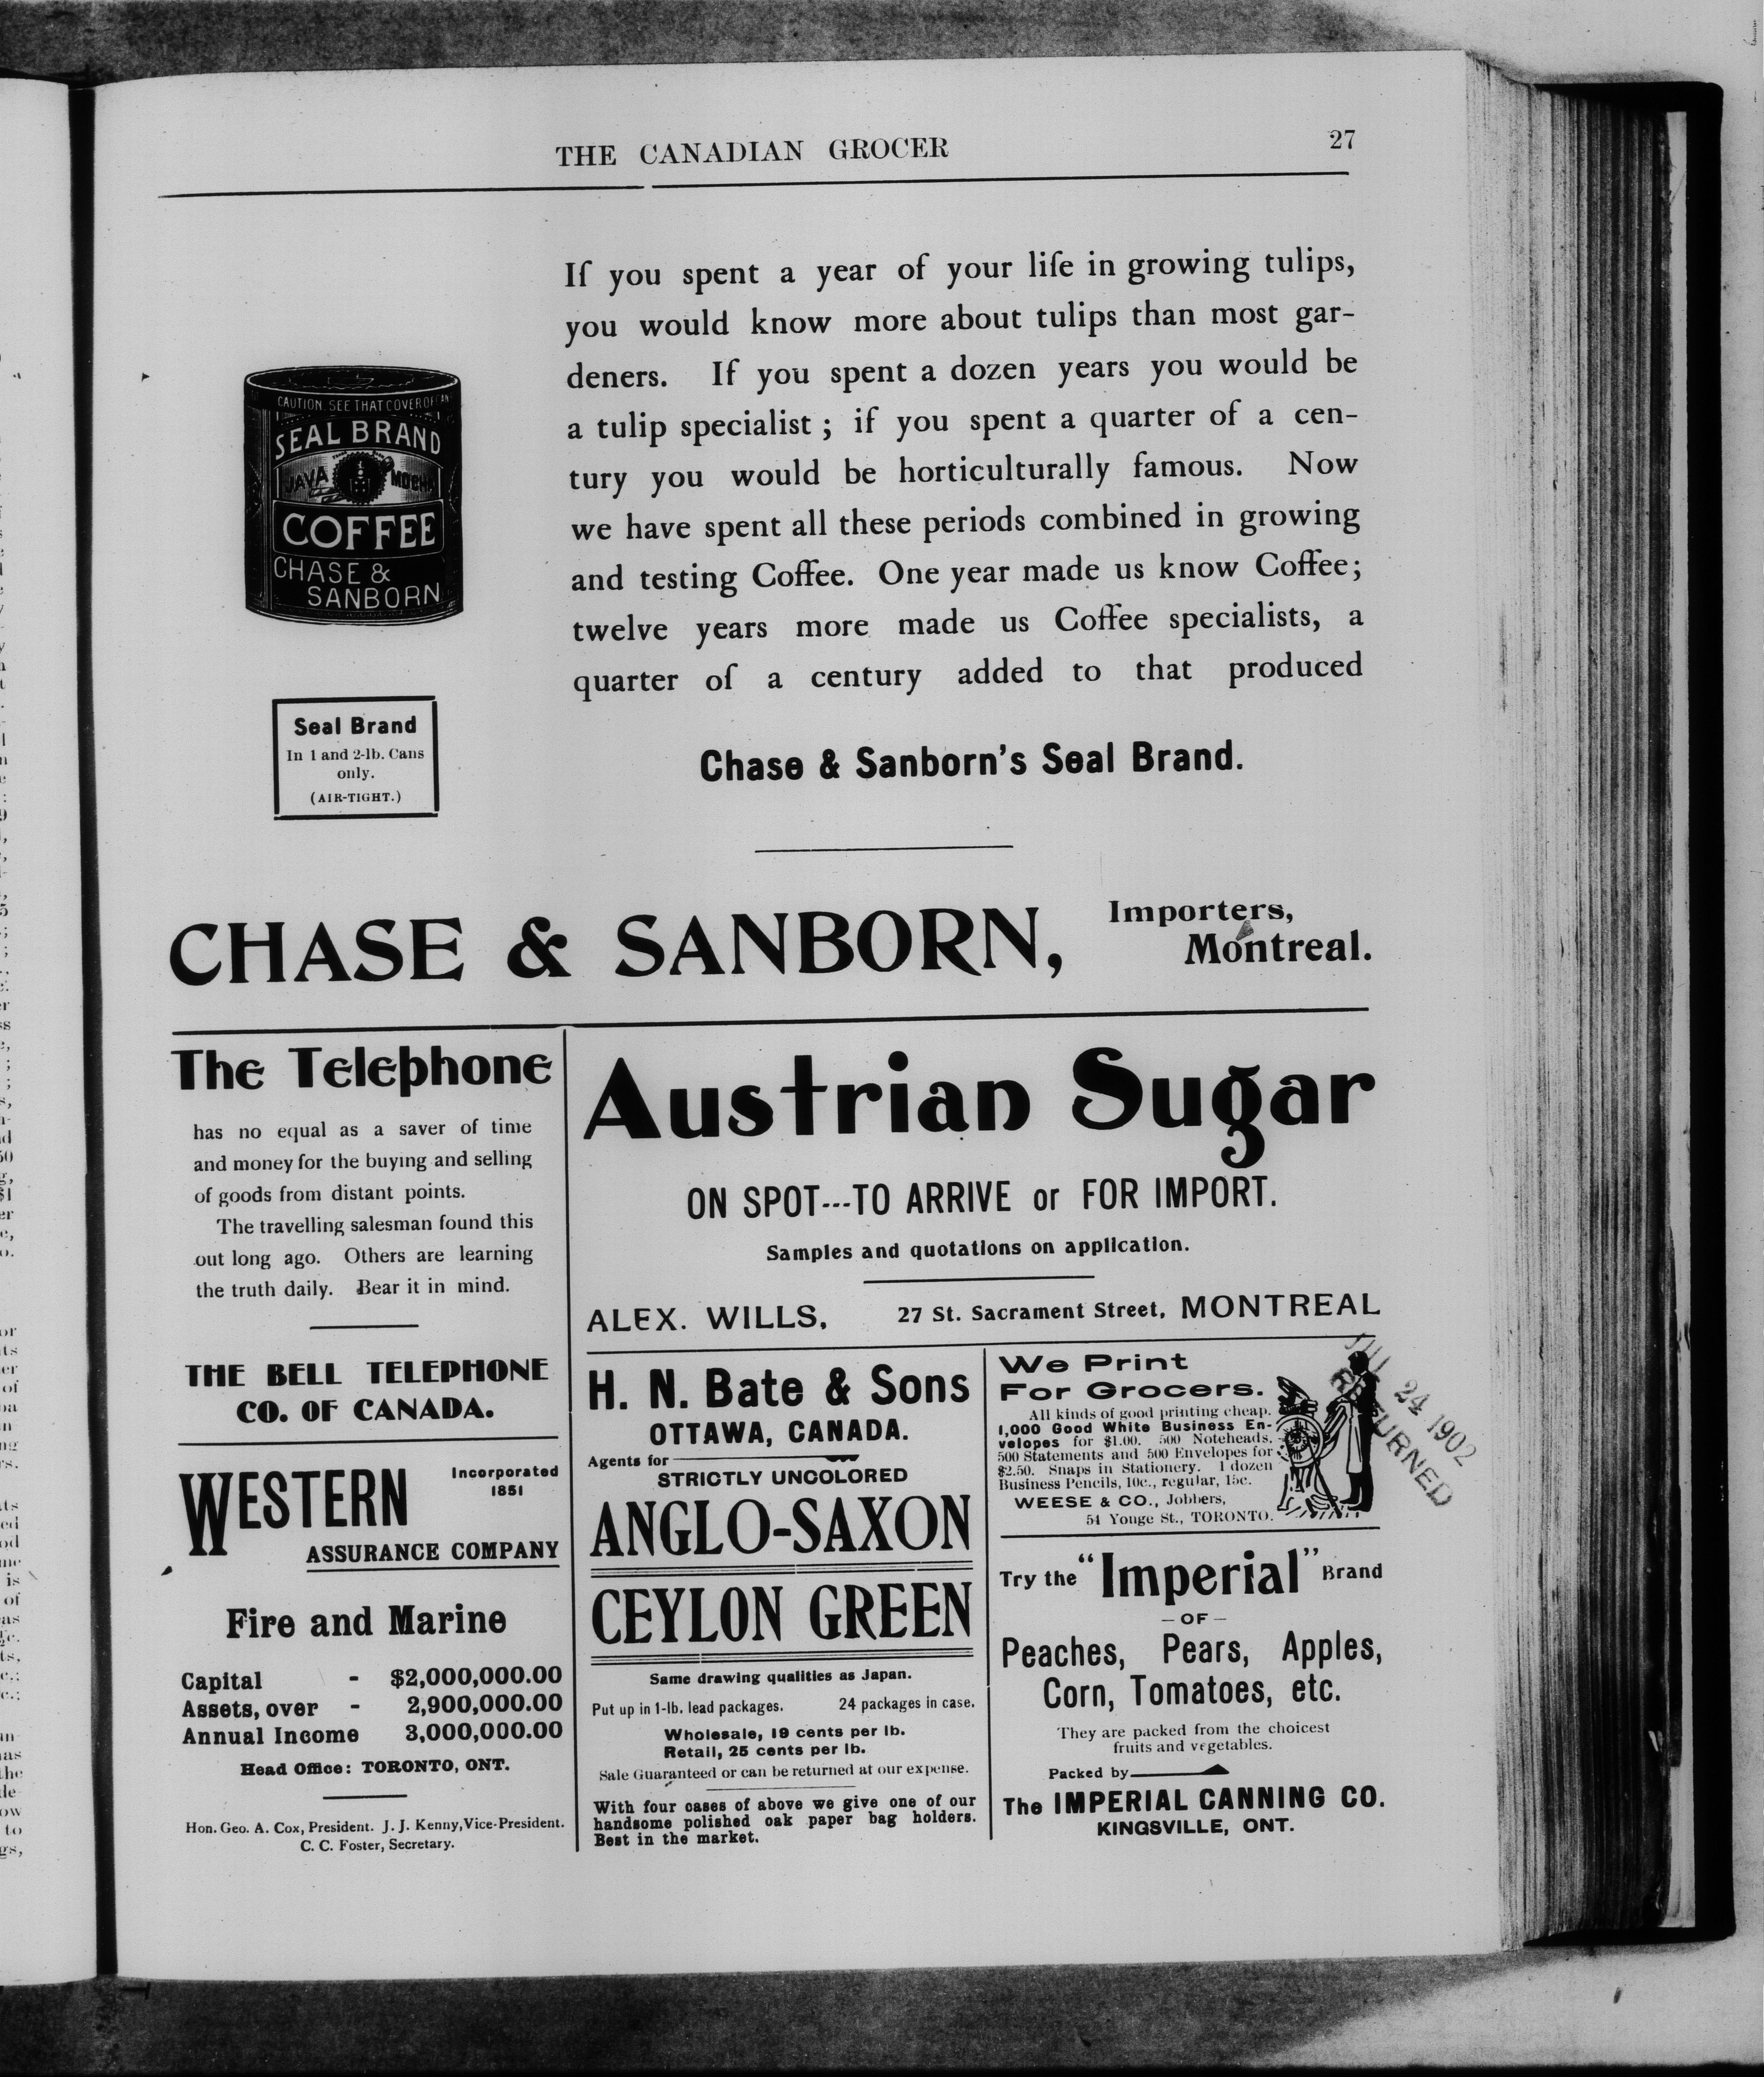 THE CANADIAN GROCER
27
CAUTION. SEE THAT COVER OF CAN
SEAL BRAND
JAVA MOCHA
COFFEE
CHASE &
SANBORN
Seal Brand
In 1 and 2-lb. Cans
only.
(AIR-TIGHT.)
If you spent a year of your life in growing tulips,
you would know more about tulips than most gar-
deners. If you spent a dozen years you would be
a tulip specialist ; if you spent a quarter of a cen-
tury you would be horticulturally famous. Now
we have spent all these periods combined in growing
and testing Coffee. One year made us know Coffee;
twelve years more made us Coffee specialists, a
quarter of a century added to that produced
Chase & Sanborn's Seal Brand.
CHASE & SANBORN,
Importers,
Montreal.
The Telephone
has no equal as a saver of time
and money for the buying and selling
of goods from distant points.
The travelling salesman found this
out long ago. Others are learning
the truth daily. Bear it in mind.
THE BELL TELEPHONE
CO. OF CANADA.
WESTERN
Incorporated
1851
ASSURANCE COMPANY
Fire and Marine
Capital - $2,000,000.00
Assets, over - 2,900,000.00
Annual Income 3,000,000.00
Head Office: TORONTO, ONT.
Hon. Geo. A. Cox, President. J. J. Kenny, Vice-President.
C. C. Foster, Secretary.
Austrian Sugar
ON SPOT---TO ARRIVE or FOR IMPORT.
Samples and quotations on application.
ALEX. WILLS, 27 St. Sacrament Street, MONTREAL
H. N. Bate & Sons
OTTAWA, CANADA.
Agents for
STRICTLY UNCOLORED
ANGLO-SAXON
CEYLON GREEN
Same drawing qualities as Japan.
Put up in 1-lb. lead packages. 24 packages in case.
Wholesale, 19 cents per lb.
Retail, 25 cents per lb.
Sale Guaranteed or can be returned at our expense.
With four cases of above we give one of our
handsome polished oak paper bag holders.
Best in the market.
We Print
For Grocers.
All kinds of good printing cheap.
1,000 Good White Business En-
velopes for $1.00. 500 Noteheads,
500 Statements and 500 Envelopes for
$2.50. Snaps in Stationery. 1 dozen
Business Pencils, 10c., regular, 15c.
WEESE & CO., Jobbers,
54 Yonge St., TORONTO.
JUL 24 1902
RETURNED
Try the "Imperial" Brand
— OF —
Peaches, Pears, Apples,
Corn, Tomatoes, etc.
They are packed from the choicest
fruits and vegetables.
Packed by
The IMPERIAL CANNING CO.
KINGSVILLE, ONT.